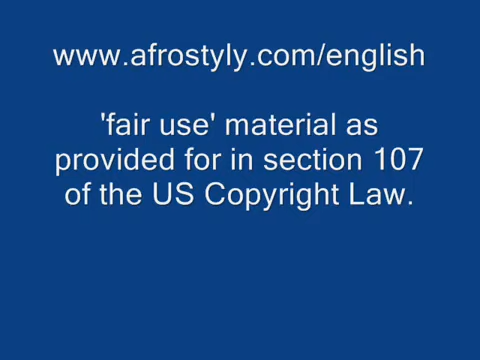 www.afrostyly.com/english
'fair use' material as
provided for in section 107
of the US Copyright Law.